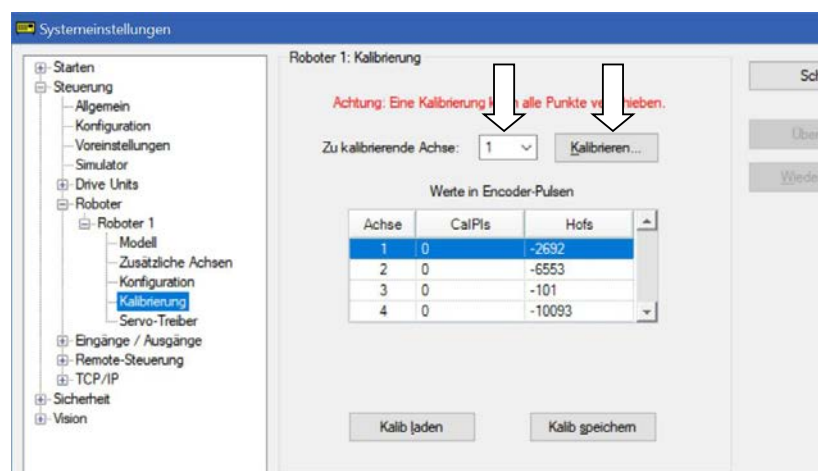 Systemeinstellungen
Starten
Steuerung
Allgemein
Konfiguration
Voreinstellungen
Simulator
Drive Units
Roboter
Roboter 1
Modell
Zusätzliche Achsen
Konfiguration
Kalibrierung
Servo-Treiber
Eingänge / Ausgänge
Remote-Steuerung
TCP/IP
Sicherheit
Vision
Roboter 1: Kalibrierung
Achtung: Eine Kalibrierung alle Punkte
Zu kalibrierende Achse: 1 Kalibrieren...
Werte in Encoder-Pulsen
Achse CalPls Hofs
1 0 -2692
2 0 -6553
3 0 -101
4 0 -10093
Kalib laden Kalib speichern